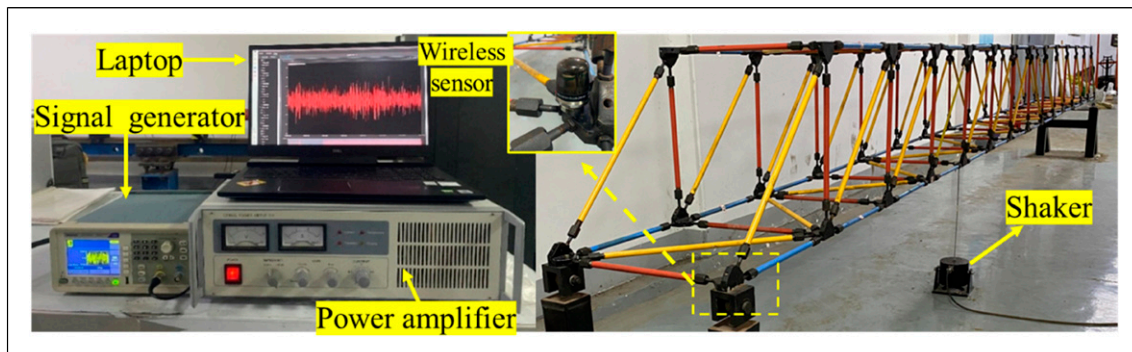 Laptop
Wireless
sensor
Signal generator
Power amplifier
Shaker